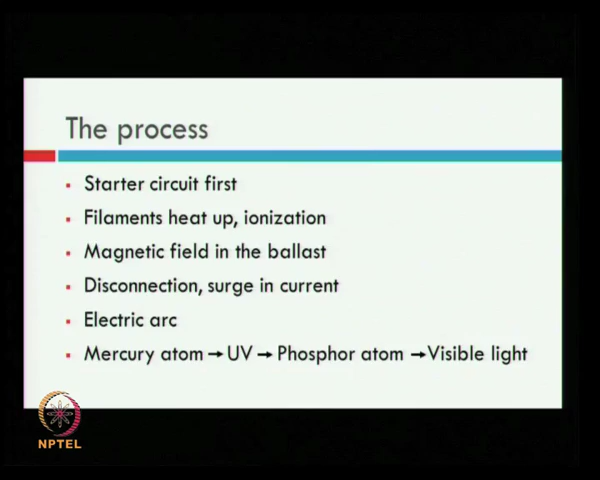 The process
Starter circuit first
Filaments heat up, ionization
Magnetic field in the ballast
Disconnection, surge in current
Electric arc
Mercury atom → UV → Phosphor atom → Visible light
NPTEL